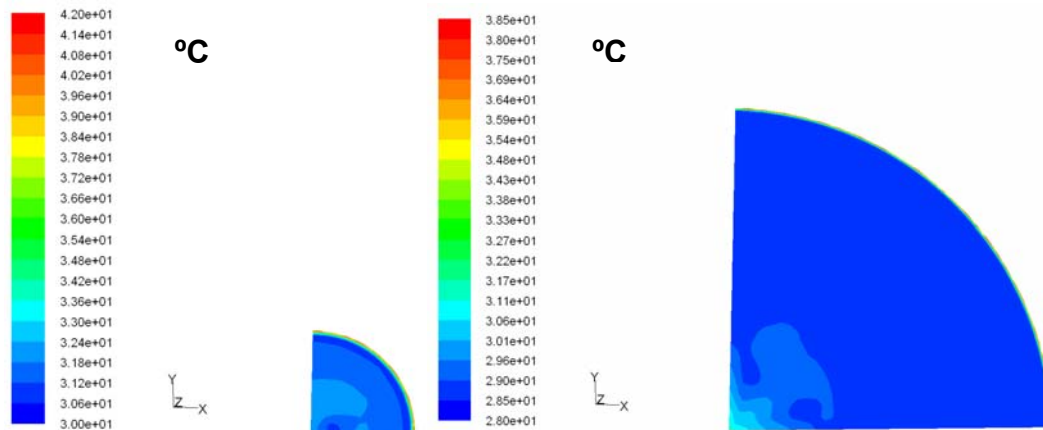 4.20e+01
4.14e+01
4.08e+01
4.02e+01
3.96e+01
3.90e+01
3.84e+01
3.78e+01
3.72e+01
3.66e+01
3.60e+01
3.54e+01
3.48e+01
3.42e+01
3.36e+01
3.30e+01
3.24e+01
3.18e+01
3.12e+01
3.06e+01
3.00e+01
ºC
Y
Z X
3.85e+01
3.80e+01
3.75e+01
3.69e+01
3.64e+01
3.59e+01
3.54e+01
3.48e+01
3.43e+01
3.38e+01
3.33e+01
3.27e+01
3.22e+01
3.17e+01
3.11e+01
3.06e+01
3.01e+01
2.96e+01
2.90e+01
2.85e+01
2.80e+01
ºC
Y
Z X